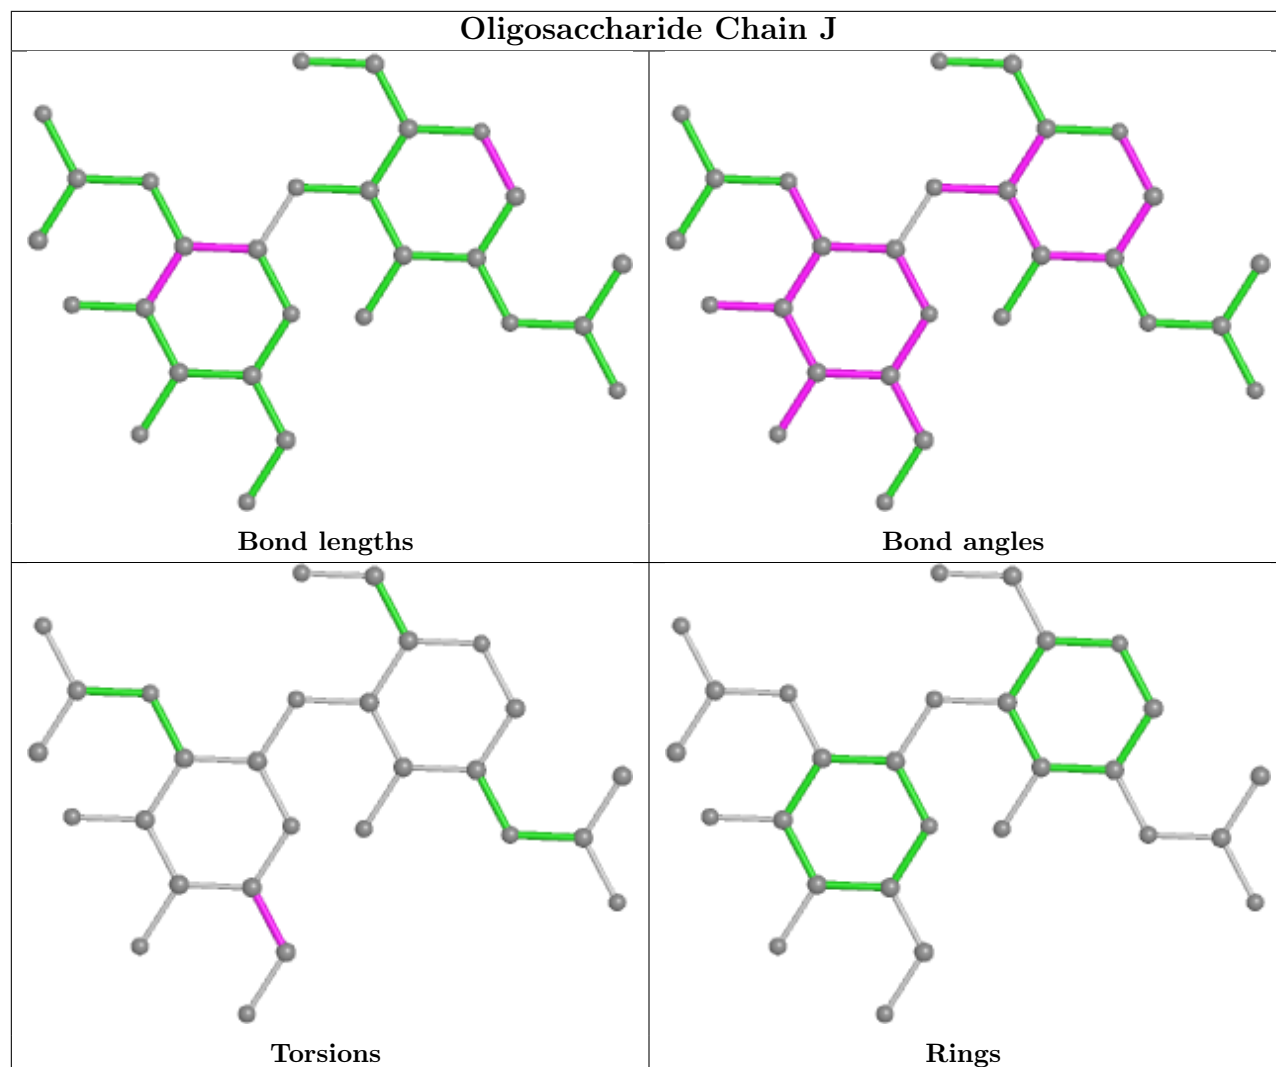 Oligosaccharide Chain J
Bond lengths
Bond angles
Torsions
Rings